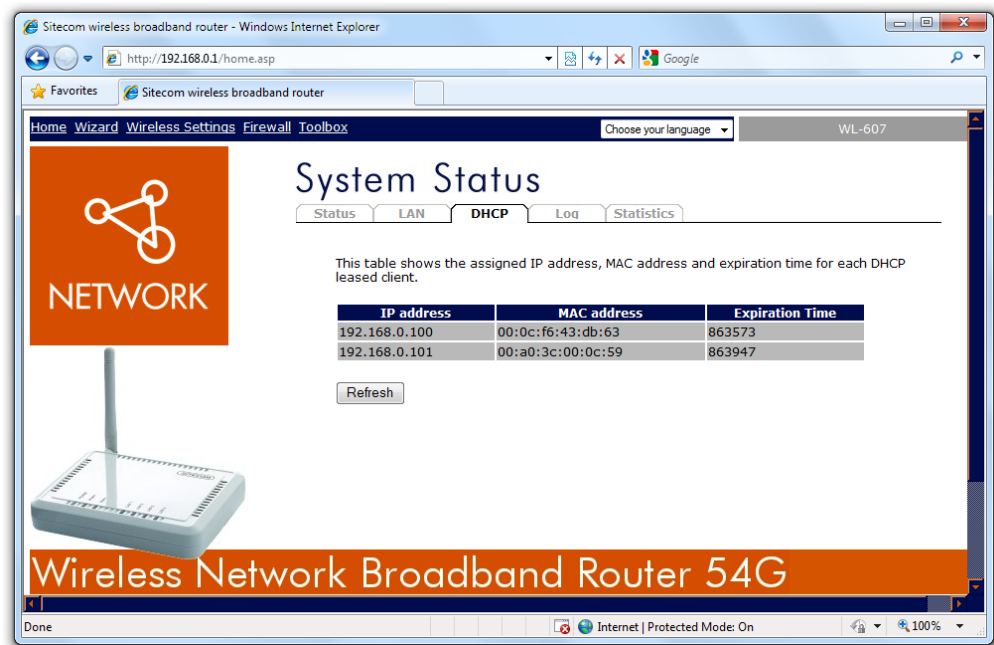 Sitecom wireless broadband router - Windows Internet Explorer
http://192.168.0.1/home.asp
Google
Favorites
Sitecom wireless broadband router
Home Wizard Wireless Settings Firewall Toolbox
Choose your language
WL-607
System Status
Status LAN DHCP Log Statistics
NETWORK
This table shows the assigned IP address, MAC address and expiration time for each DHCP
leased client.
IP address MAC address Expiration Time
192.168.0.100 00:0c:f6:43:db:63 863573
192.168.0.101 00:a0:3c:00:0c:59 863947
Refresh
Wireless Network Broadband Router 54G
Done
Internet | Protected Mode: On
100%